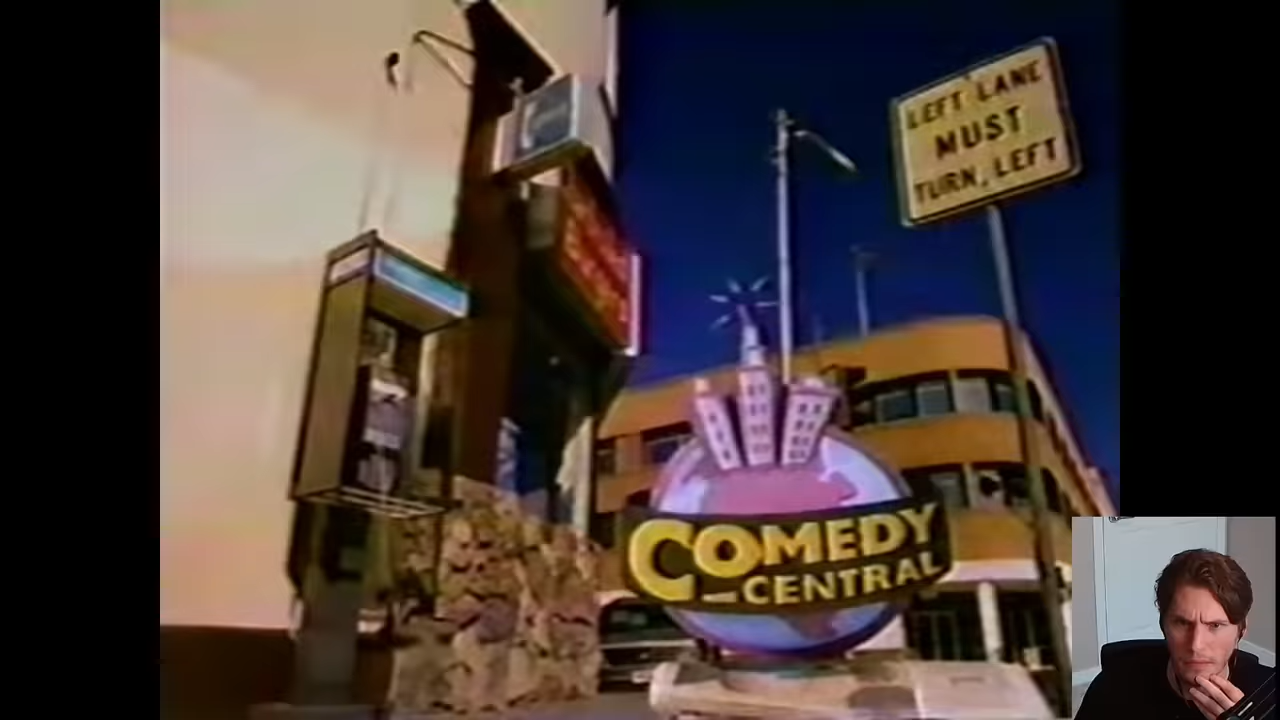 LEFT LANE
MUST
TURN LEFT
COMEDY
CENTRAL